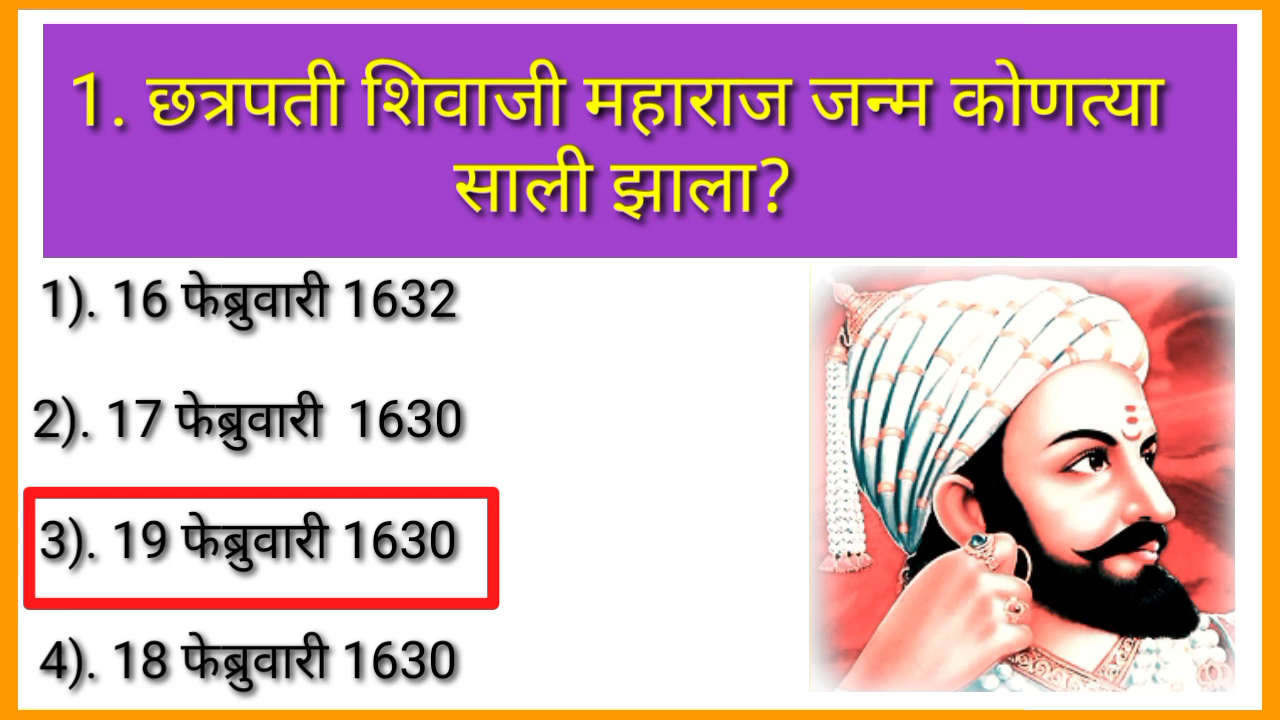 1. छत्रपती शिवाजी महाराज जन्म कोणत्या
साली झाला?
1). 16 फेब्रुवारी 1632
2). 17 फेब्रुवारी 1630
3). 19 फेब्रुवारी 1630
4). 18 फेब्रुवारी 1630